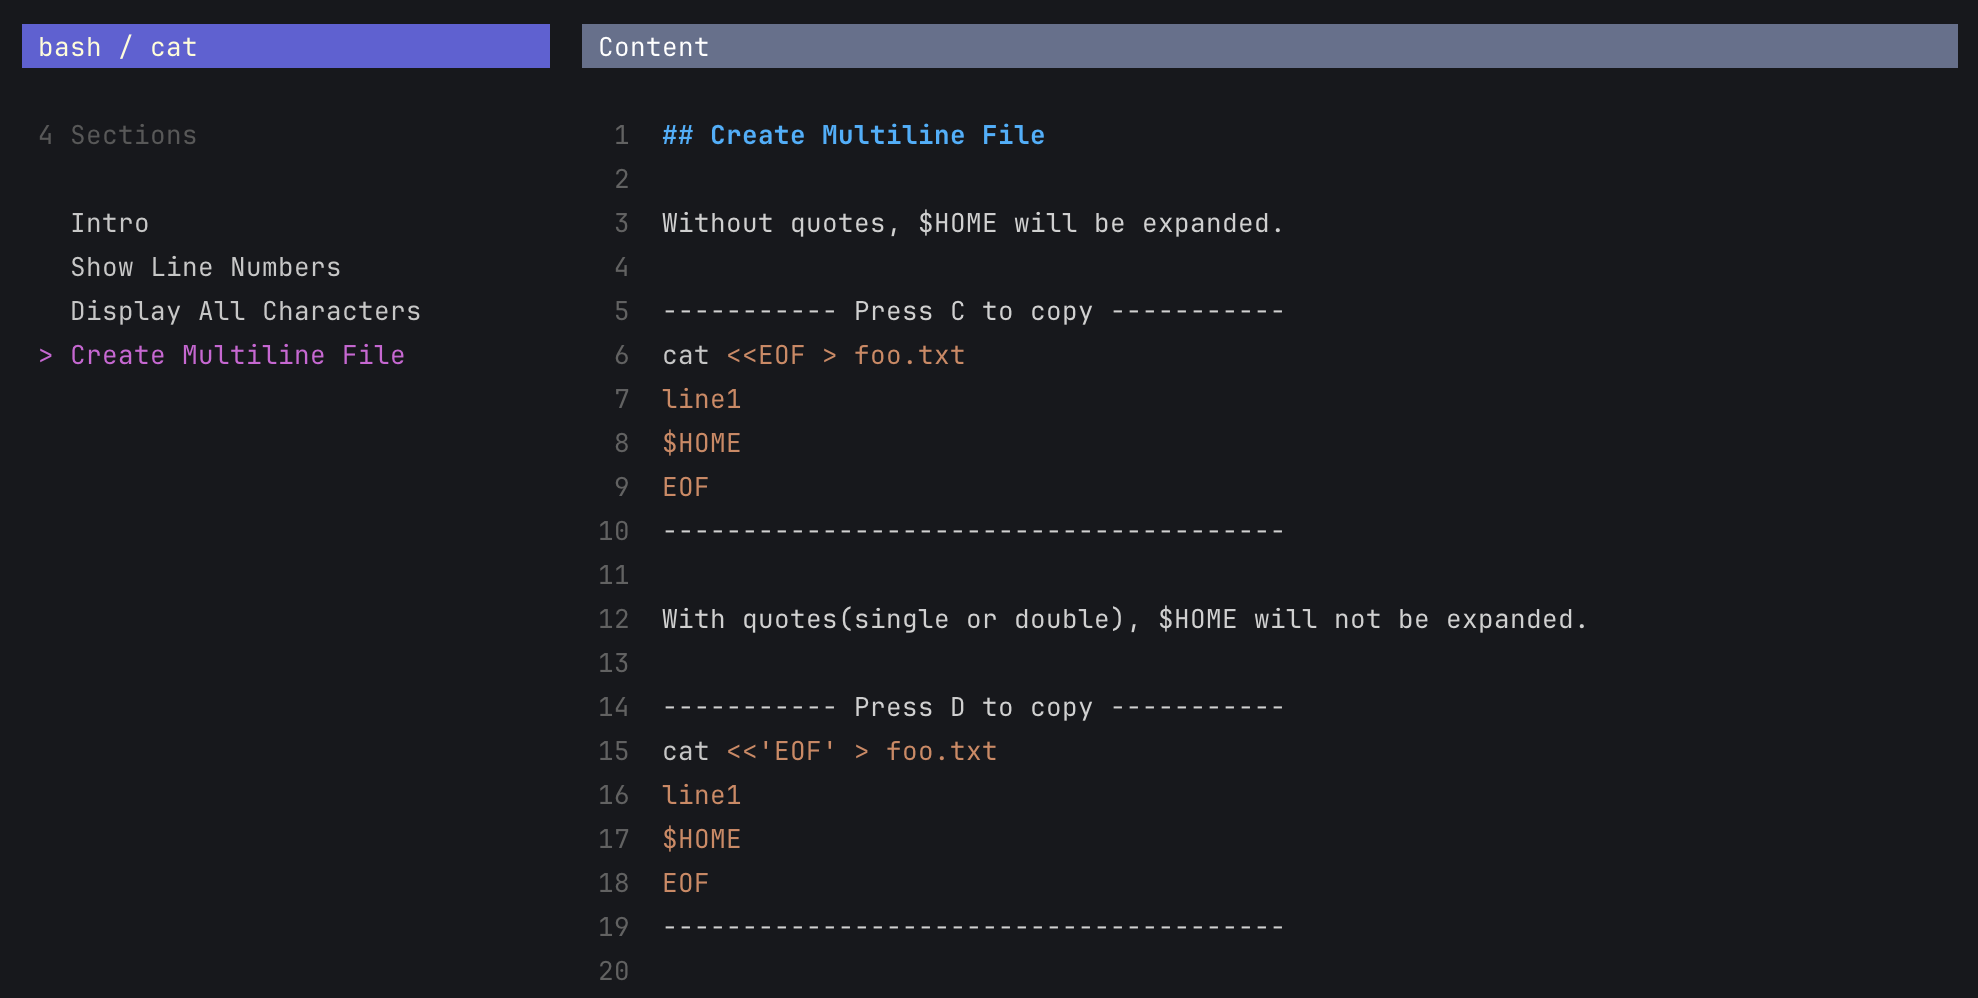 bash / cat
4 Sections
Intro
Show Line Numbers
Display All Characters
> Create Multiline File
Content
1 ## Create Multiline File
2
3 Without quotes, $HOME will be expanded.
4
5 ----------- Press C to copy -----------
6 cat <<EOF > foo.txt
7 line1
8 $HOME
9 EOF
10 ---------------------------------------
11
12 With quotes(single or double), $HOME will not be expanded.
13
14 ----------- Press D to copy -----------
15 cat <<'EOF' > foo.txt
16 line1
17 $HOME
18 EOF
19 ---------------------------------------
20